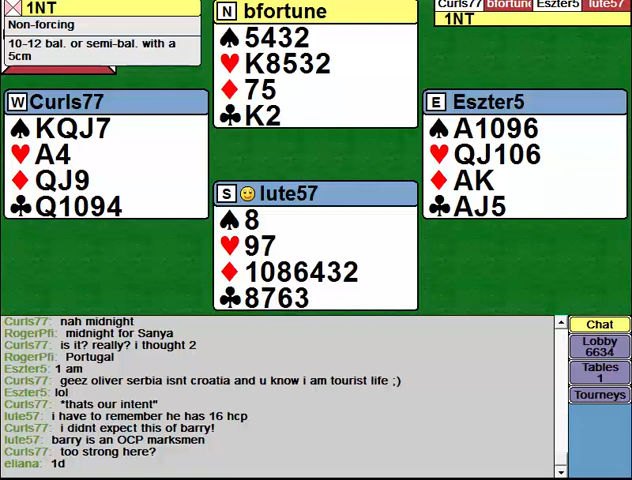 1NT
Non-forcing
10-12 bal. or semi-bal. with a
5cm
N bfortune
♠5432
♥K8532
♦75
♣K2
Curls77 bfortune Eszter5 lute57
1NT
W Curls77
♠KQJ7
♥A4
♦QJ9
♣Q1094
E Eszter5
♠A1096
♥QJ106
♦AK
♣AJ5
S lute57
♠8
♥97
♦1086432
♣8763
Curls77: nah midnight
RogerPfi: midnight for Sanya
Curls77: is it? really? i thought 2
RogerPfi: Portugal
Eszter5: 1 am
Curls77: geez oliver serbia isnt croatia and u know i am tourist life ;)
Eszter5: lol
Curls77: *thats our intent"
lute57: i have to remember he has 16 hcp
Curls77: i didnt expect this of barry!
lute57: barry is an OCP marksmen
Curls77: too strong here?
eliana: 1d
Chat
Lobby
6634
Tables
1
Tourneys